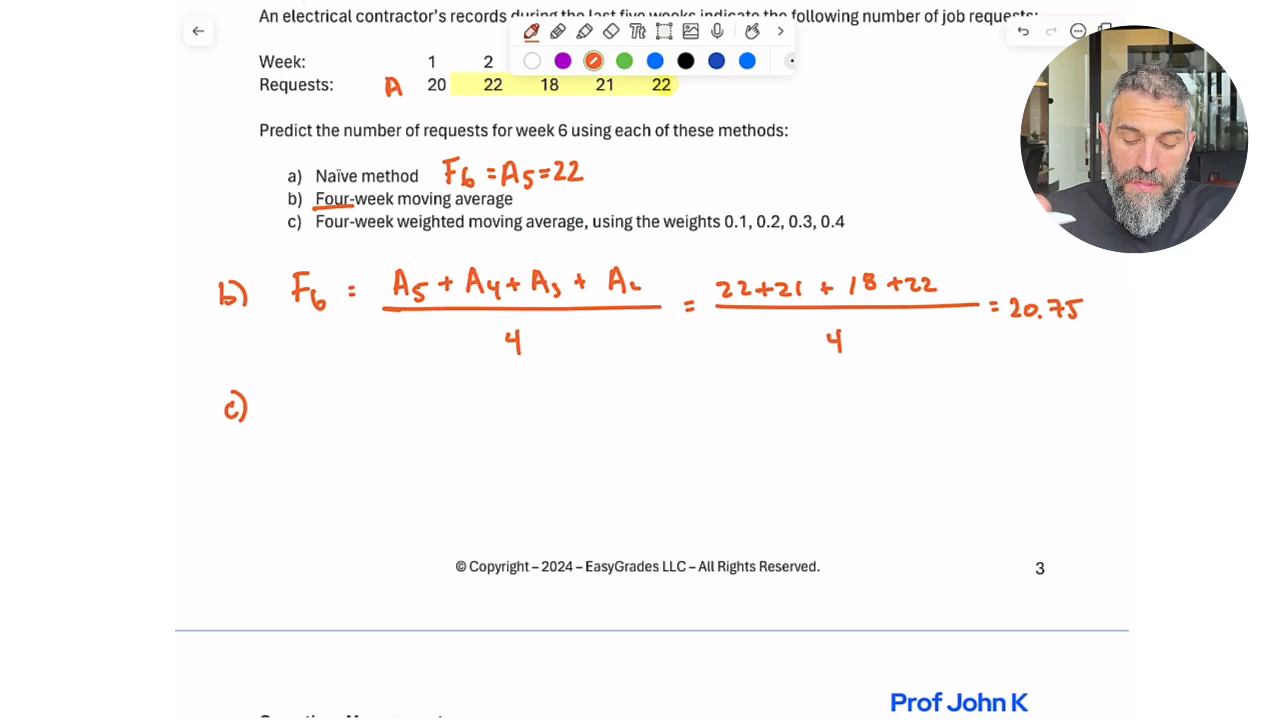 An electrical contractor's records during the last five weeks indicate the following number of job requests:
Week: 1 2
Requests: A 20 22 18 21 22
Predict the number of requests for week 6 using each of these methods:
a) Naïve method F6 = A5 = 22
b) Four-week moving average
c) Four-week weighted moving average, using the weights 0.1, 0.2, 0.3, 0.4
b) F6 = A5 + A4 + A3 + A2 / 4 = 22+21 + 18 +22 / 4 = 20.75
c)
© Copyright – 2024 – EasyGrades LLC – All Rights Reserved. 3
Prof John K